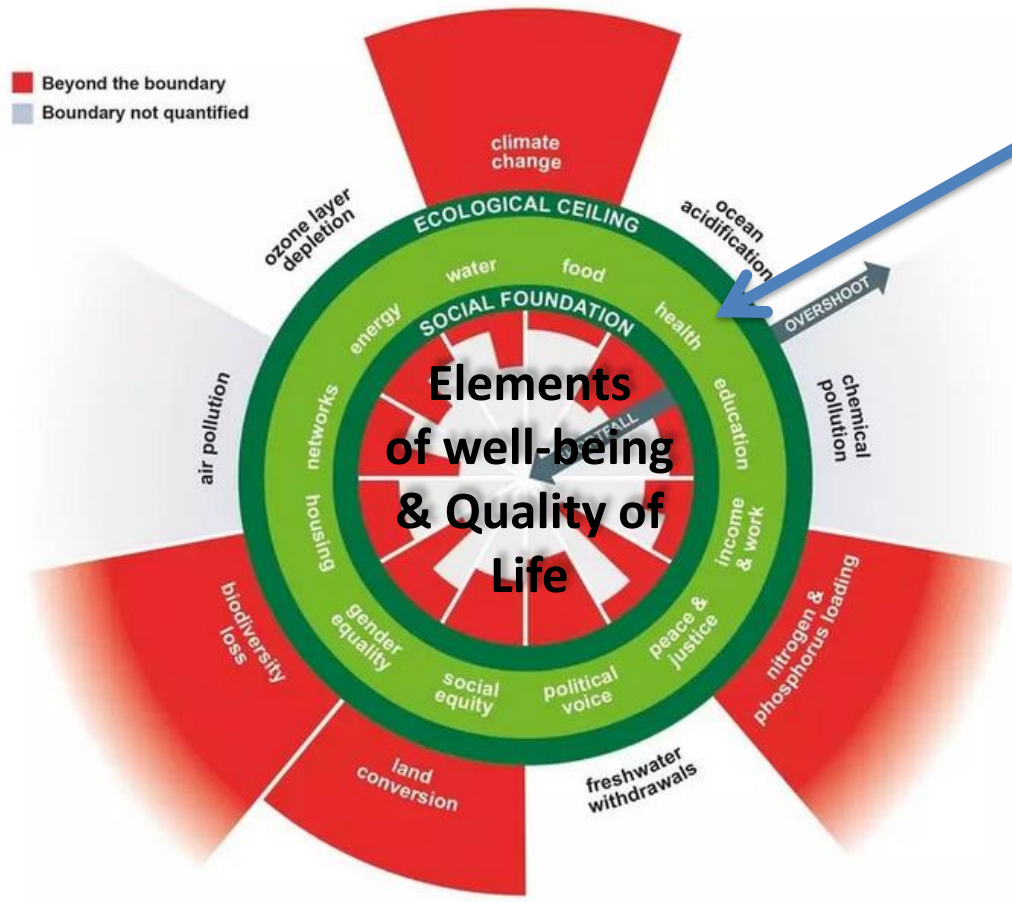 Beyond the boundary
Boundary not quantified
climate
change
ozone layer
depletion
ocean
acidification
ECOLOGICAL CEILING
water
food
energy
health
SOCIAL FOUNDATION
OVERSHOOT
networks
education
air pollution
chemical
pollution
Elements
of well-being
& Quality of
Life
housing
income
& work
gender
equality
peace &
justice
social
equity
political
voice
biodiversity
loss
nitrogen &
phosphorus loading
land
conversion
freshwater
withdrawals